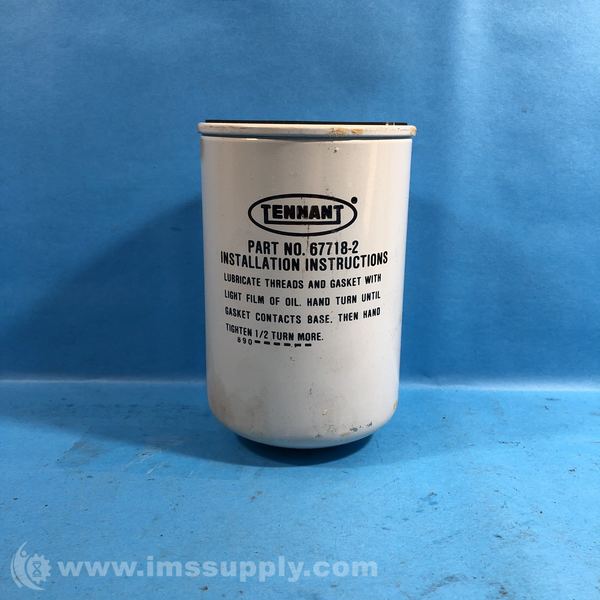 TENNANT®
PART NO. 67718-2
INSTALLATION INSTRUCTIONS
LUBRICATE THREADS AND GASKET WITH
LIGHT FILM OF OIL. HAND TURN UNTIL
GASKET CONTACTS BASE. THEN HAND
TIGHTEN 1/2 TURN MORE.
890
www.imssupply.com